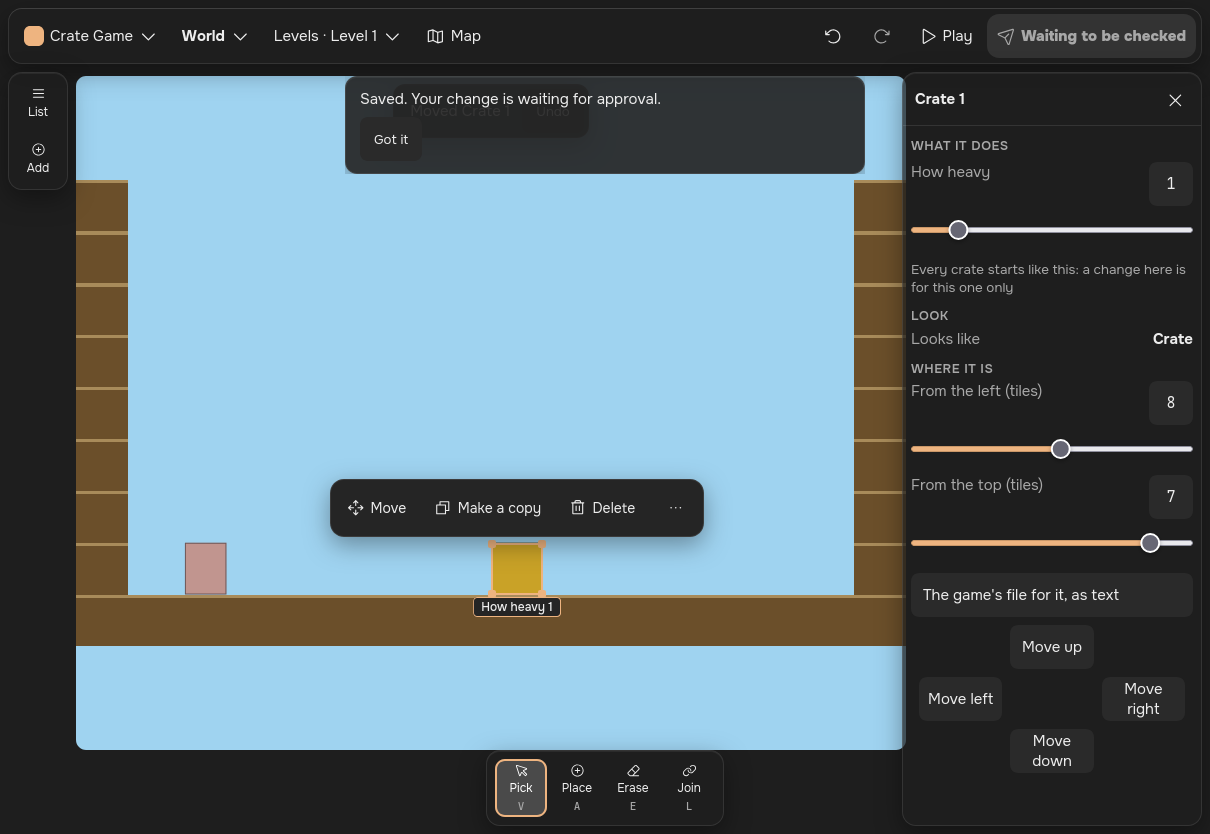 Crate Game
World
Levels · Level 1
Map
Play
Waiting to be checked
List
Add
Saved. Your change is waiting for approval.
Moved Crate 1 Undo
Got it
Crate 1
WHAT IT DOES
How heavy
1
Every crate starts like this: a change here is
for this one only
LOOK
Looks like
Crate
WHERE IT IS
From the left (tiles)
8
From the top (tiles)
7
The game's file for it, as text
Move up
Move left
Move
right
Move
down
Move
Make a copy
Delete
How heavy 1
Pick
V
Place
A
Erase
E
Join
L